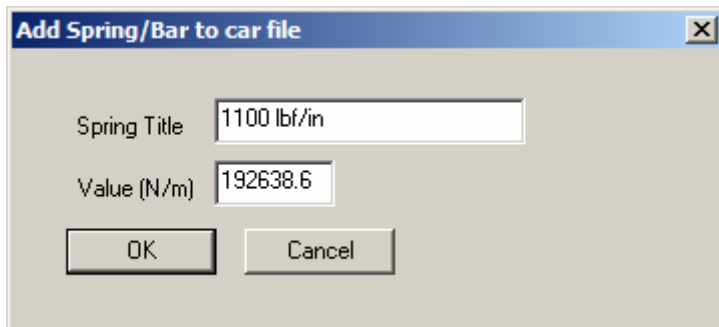 Add Spring/Bar to car file
Spring Title 1100 lbf/in
Value (N/m) 192638.6
OK Cancel